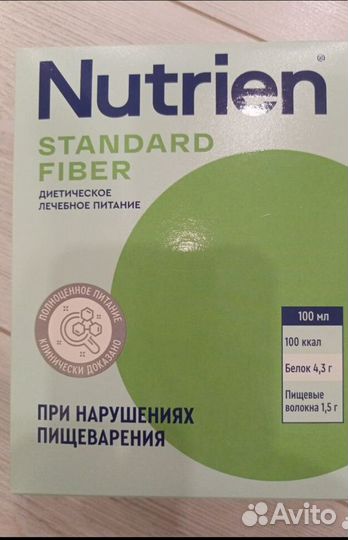 Nutrien®
STANDARD
FIBER
ДИЕТИЧЕСКОЕ
ЛЕЧЕБНОЕ ПИТАНИЕ
ПОЛНОЦЕННОЕ ПИТАНИЕ
КЛИНИЧЕСКИ ДОКАЗАНО
100 мл
100 ккал
Белок 4,3 г
Пищевые
волокна 1,5 г
ПРИ НАРУШЕНИЯХ
ПИЩЕВАРЕНИЯ
Avito